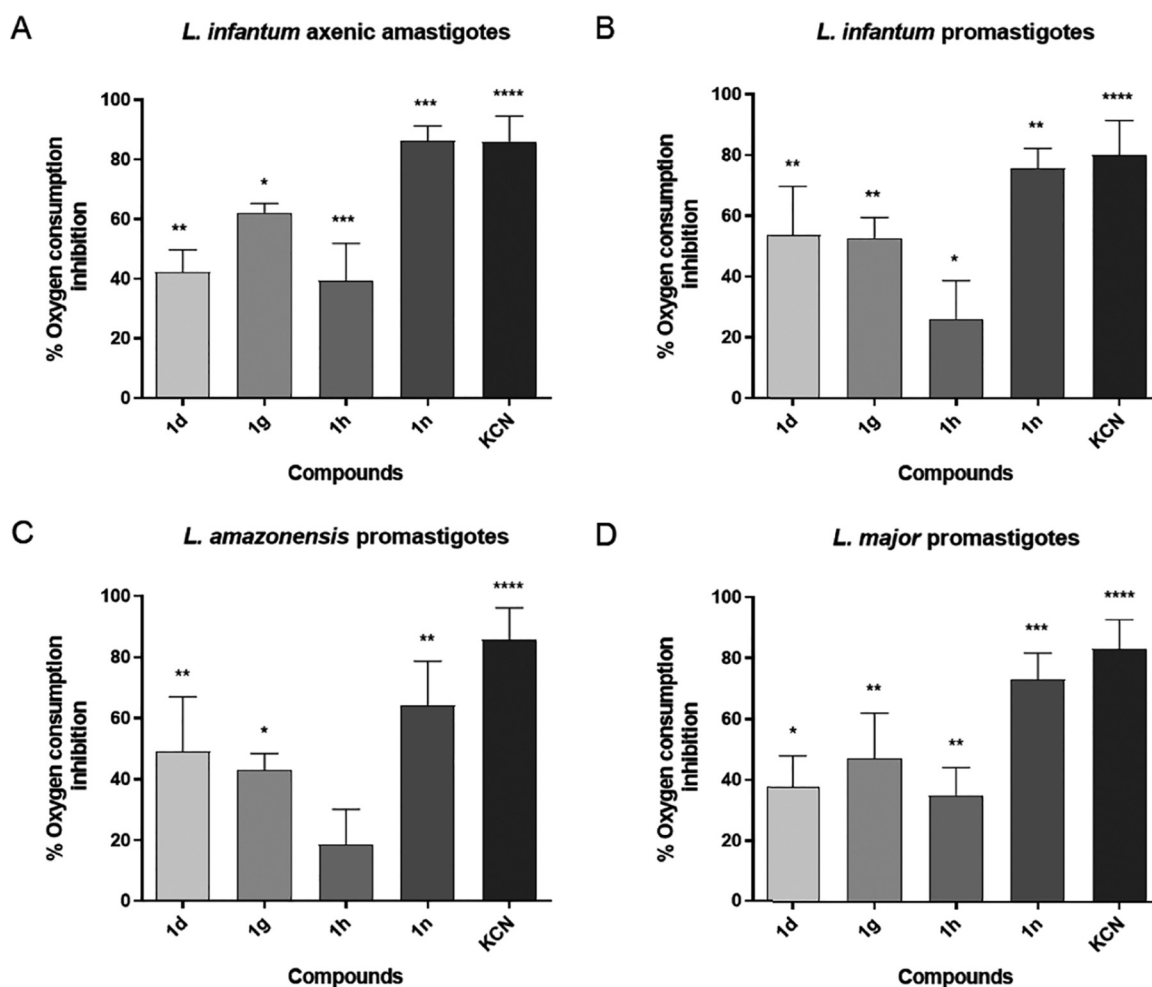 A
L. infantum axenic amastigotes
% Oxygen consumption
inhibition
100
80
60
40
20
0
**
*
***
***
****
1d
1g
1h
1n
KCN
Compounds
B
L. infantum promastigotes
% Oxygen consumption
inhibition
100
80
60
40
20
0
**
**
*
**
****
1d
1g
1h
1n
KCN
Compounds
C
L. amazonensis promastigotes
% Oxygen consumption
inhibition
100
80
60
40
20
0
**
*
**
****
1d
1g
1h
1n
KCN
Compounds
D
L. major promastigotes
% Oxygen consumption
inhibition
100
80
60
40
20
0
*
**
**
***
****
1d
1g
1h
1n
KCN
Compounds